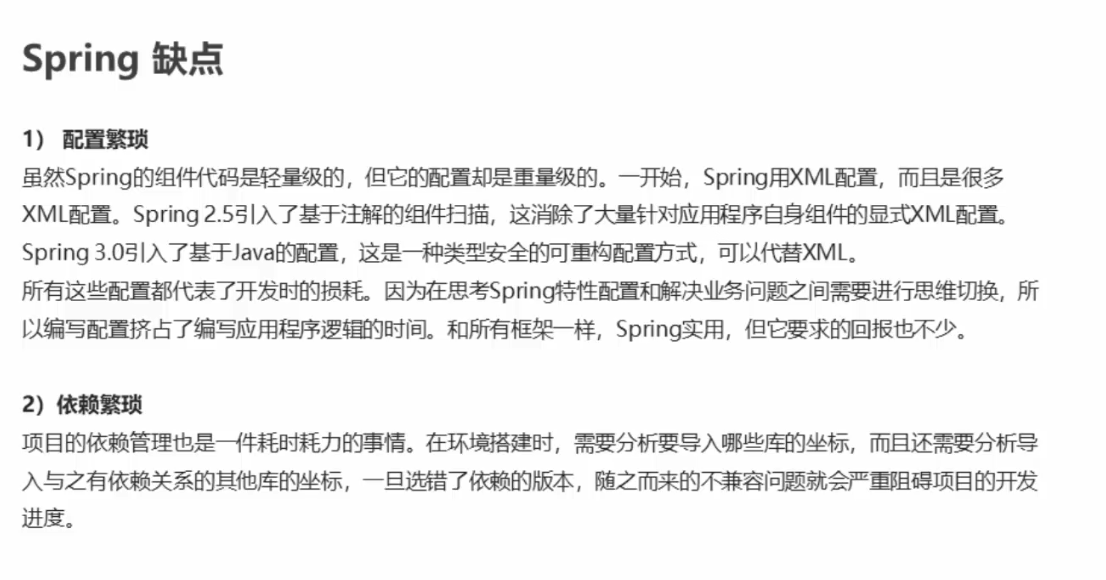 Spring 缺点
1） 配置繁琐
虽然Spring的组件代码是轻量级的，但它的配置却是重量级的。一开始，Spring用XML配置，而且是很多
XML配置。Spring 2.5引入了基于注解的组件扫描，这消除了大量针对应用程序自身组件的显式XML配置。
Spring 3.0引入了基于Java的配置，这是一种类型安全的可重构配置方式，可以代替XML。
所有这些配置都代表了开发时的损耗。因为在思考Spring特性配置和解决业务问题之间需要进行思维切换，所
以编写配置挤占了编写应用程序逻辑的时间。和所有框架一样，Spring实用，但它要求的回报也不少。
2）依赖繁琐
项目的依赖管理也是一件耗时耗力的事情。在环境搭建时，需要分析要导入哪些库的坐标，而且还需要分析导
入与之有依赖关系的其他库的坐标，一旦选错了依赖的版本，随之而来的不兼容问题就会严重阻碍项目的开发
进度。